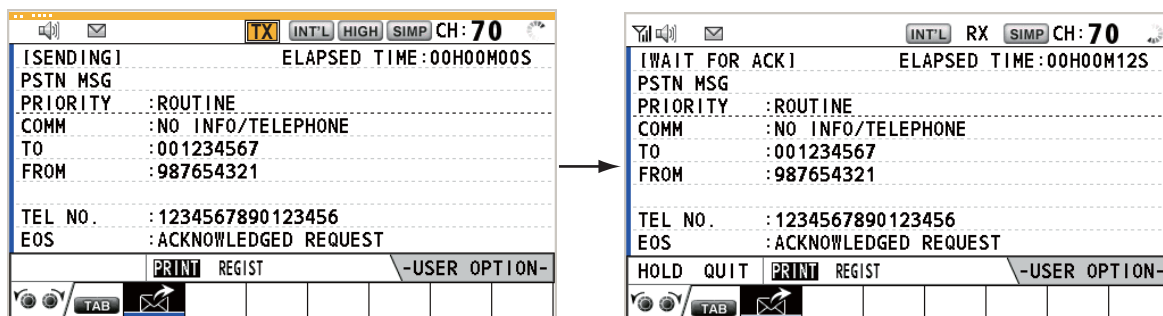 TX INT'L HIGH SIMP CH:70
[SENDING] ELAPSED TIME:00H00M00S
PSTN MSG
PRIORITY :ROUTINE
COMM :NO INFO/TELEPHONE
TO :001234567
FROM :987654321
TEL NO. :1234567890123456
EOS :ACKNOWLEDGED REQUEST
PRINT REGIST -USER OPTION-
TAB
INT'L RX SIMP CH:70
[WAIT FOR ACK] ELAPSED TIME:00H00M12S
PSTN MSG
PRIORITY :ROUTINE
COMM :NO INFO/TELEPHONE
TO :001234567
FROM :987654321
TEL NO. :1234567890123456
EOS :ACKNOWLEDGED REQUEST
HOLD QUIT PRINT REGIST -USER OPTION-
TAB